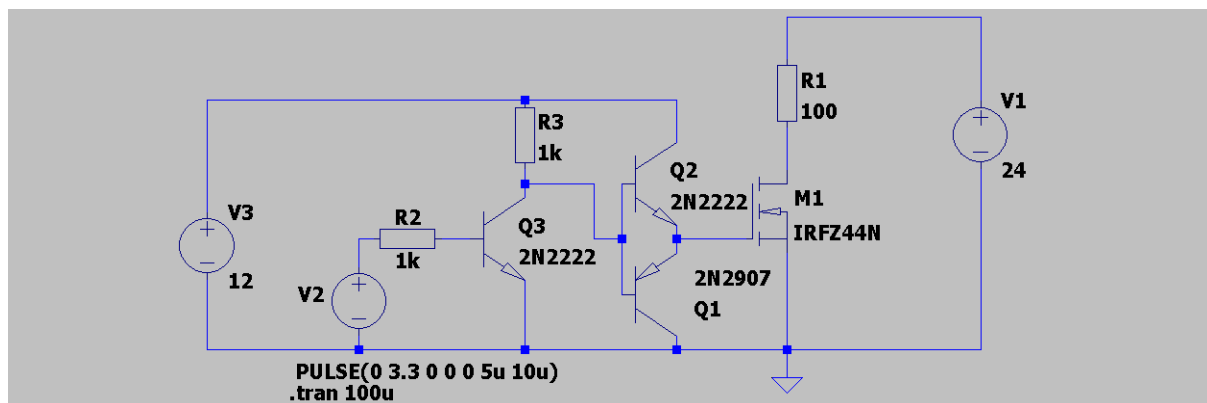 R1
100
V1
24
R3
1k
Q2
2N2222
M1
IRFZ44N
V3
12
R2
1k
Q3
2N2222
2N2907
Q1
V2
PULSE(0 3.3 0 0 0 5u 10u)
.tran 100u